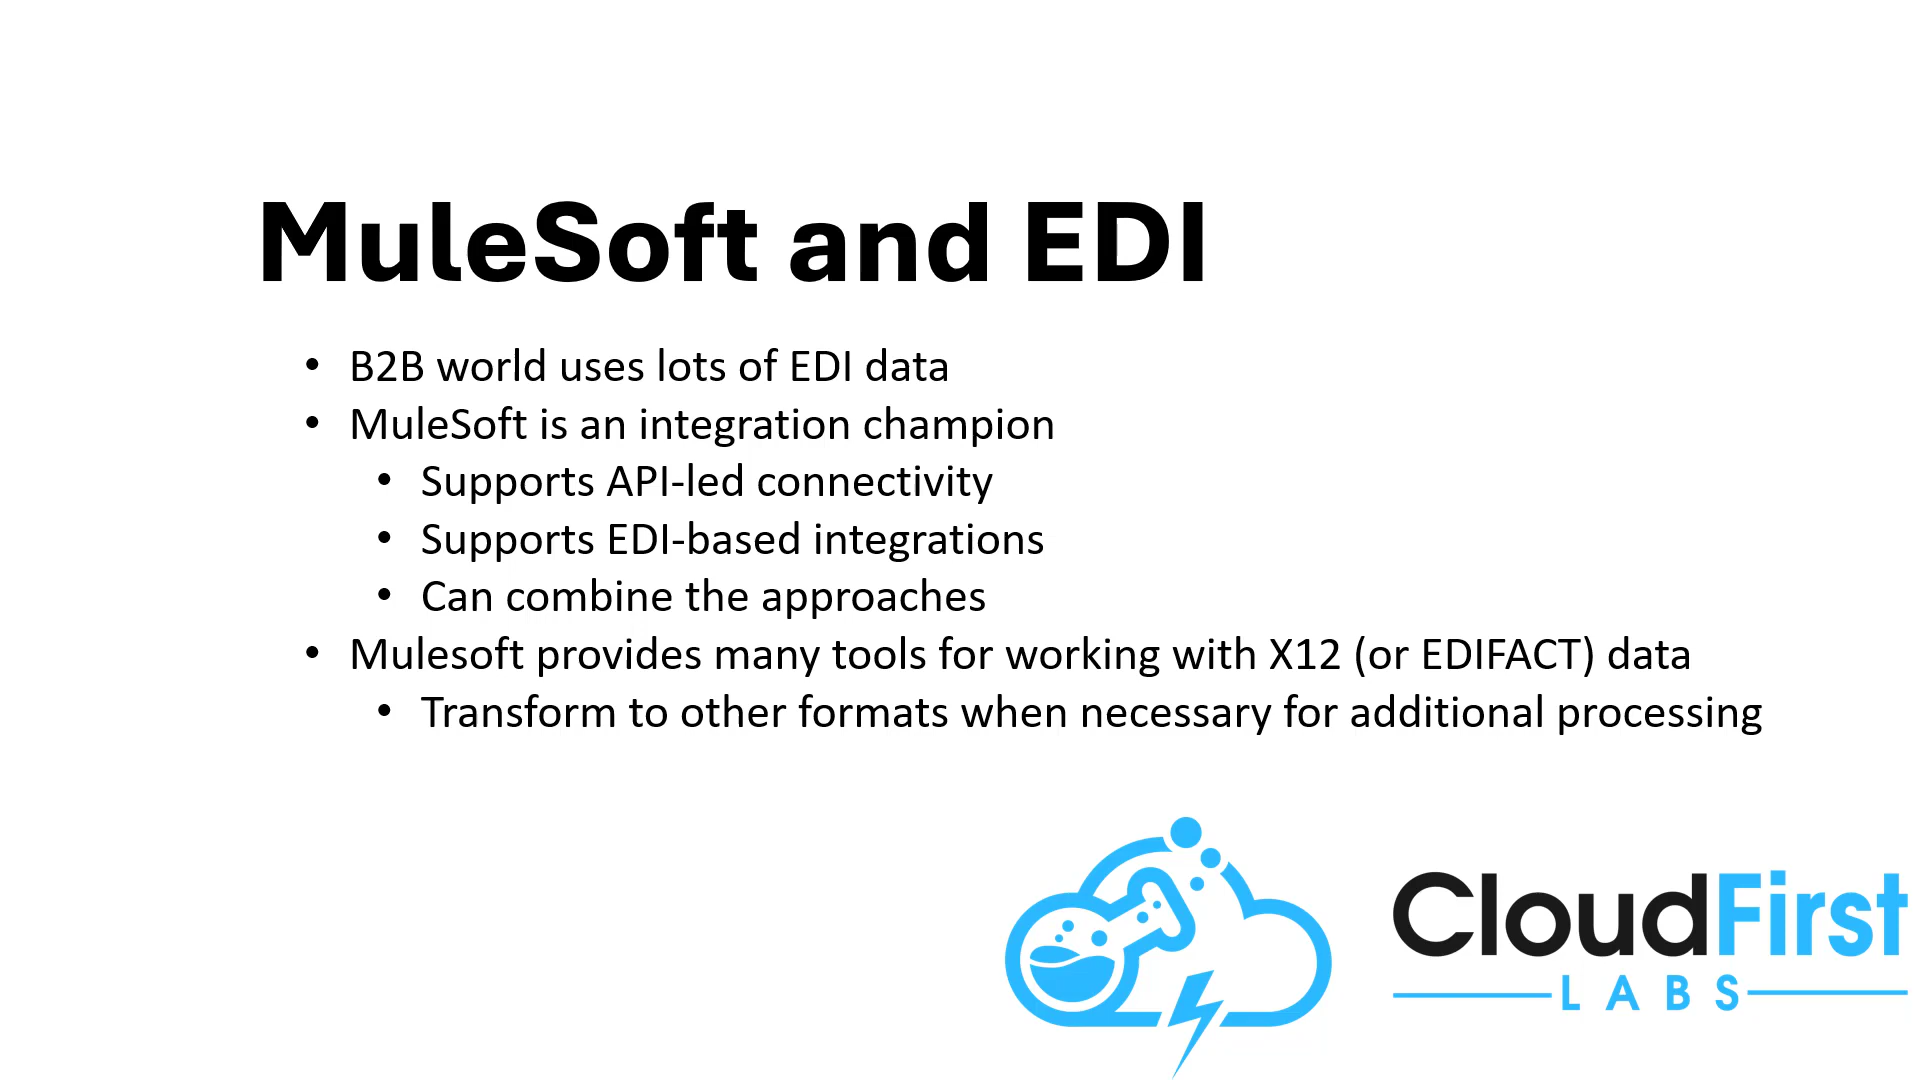 MuleSoft and EDI
• B2B world uses lots of EDI data
• MuleSoft is an integration champion
• Supports API-led connectivity
• Supports EDI-based integrations
• Can combine the approaches
• Mulesoft provides many tools for working with X12 (or EDIFACT) data
• Transform to other formats when necessary for additional processing
CloudFirst
LABS